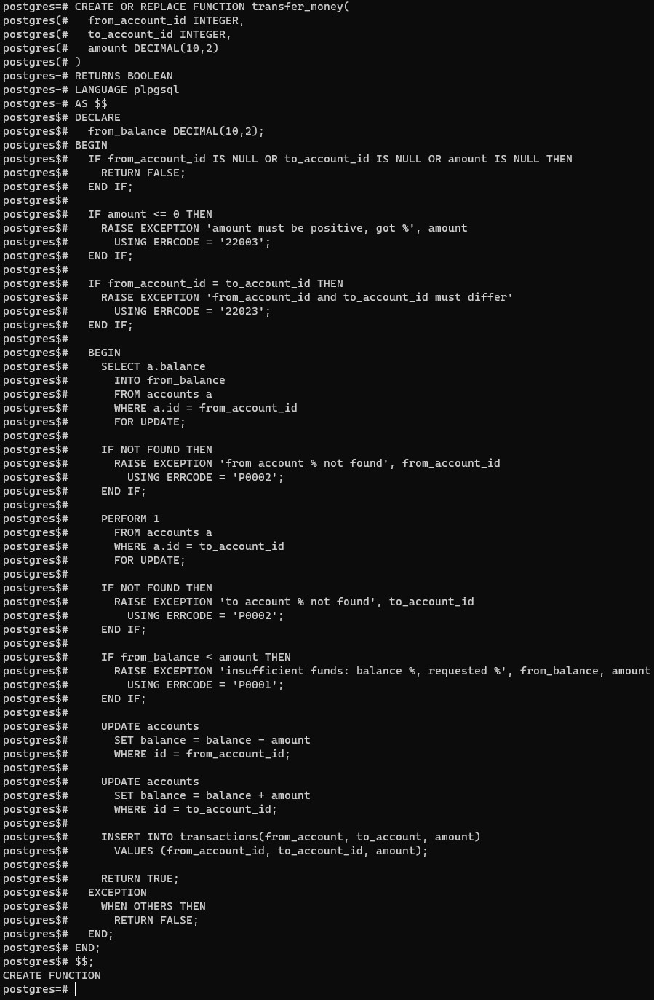 postgres=# CREATE OR REPLACE FUNCTION transfer_money(
postgres(#   from_account_id INTEGER,
postgres(#   to_account_id INTEGER,
postgres(#   amount DECIMAL(10,2)
postgres(# )
postgres-# RETURNS BOOLEAN
postgres-# LANGUAGE plpgsql
postgres-# AS $$
postgres$# DECLARE
postgres$#   from_balance DECIMAL(10,2);
postgres$# BEGIN
postgres$#   IF from_account_id IS NULL OR to_account_id IS NULL OR amount IS NULL THEN
postgres$#     RETURN FALSE;
postgres$#   END IF;
postgres$#
postgres$#   IF amount <= 0 THEN
postgres$#     RAISE EXCEPTION 'amount must be positive, got %', amount
postgres$#       USING ERRCODE = '22003';
postgres$#   END IF;
postgres$#
postgres$#   IF from_account_id = to_account_id THEN
postgres$#     RAISE EXCEPTION 'from_account_id and to_account_id must differ'
postgres$#       USING ERRCODE = '22023';
postgres$#   END IF;
postgres$#
postgres$#   BEGIN
postgres$#     SELECT a.balance
postgres$#       INTO from_balance
postgres$#       FROM accounts a
postgres$#       WHERE a.id = from_account_id
postgres$#       FOR UPDATE;
postgres$#
postgres$#     IF NOT FOUND THEN
postgres$#       RAISE EXCEPTION 'from account % not found', from_account_id
postgres$#         USING ERRCODE = 'P0002';
postgres$#     END IF;
postgres$#
postgres$#     PERFORM 1
postgres$#       FROM accounts a
postgres$#       WHERE a.id = to_account_id
postgres$#       FOR UPDATE;
postgres$#
postgres$#     IF NOT FOUND THEN
postgres$#       RAISE EXCEPTION 'to account % not found', to_account_id
postgres$#         USING ERRCODE = 'P0002';
postgres$#     END IF;
postgres$#
postgres$#     IF from_balance < amount THEN
postgres$#       RAISE EXCEPTION 'insufficient funds: balance %, requested %', from_balance, amount
postgres$#         USING ERRCODE = 'P0001';
postgres$#     END IF;
postgres$#
postgres$#     UPDATE accounts
postgres$#       SET balance = balance - amount
postgres$#       WHERE id = from_account_id;
postgres$#
postgres$#     UPDATE accounts
postgres$#       SET balance = balance + amount
postgres$#       WHERE id = to_account_id;
postgres$#
postgres$#     INSERT INTO transactions(from_account, to_account, amount)
postgres$#       VALUES (from_account_id, to_account_id, amount);
postgres$#
postgres$#     RETURN TRUE;
postgres$#   EXCEPTION
postgres$#     WHEN OTHERS THEN
postgres$#       RETURN FALSE;
postgres$#   END;
postgres$# END;
postgres$# $$;
CREATE FUNCTION
postgres=#